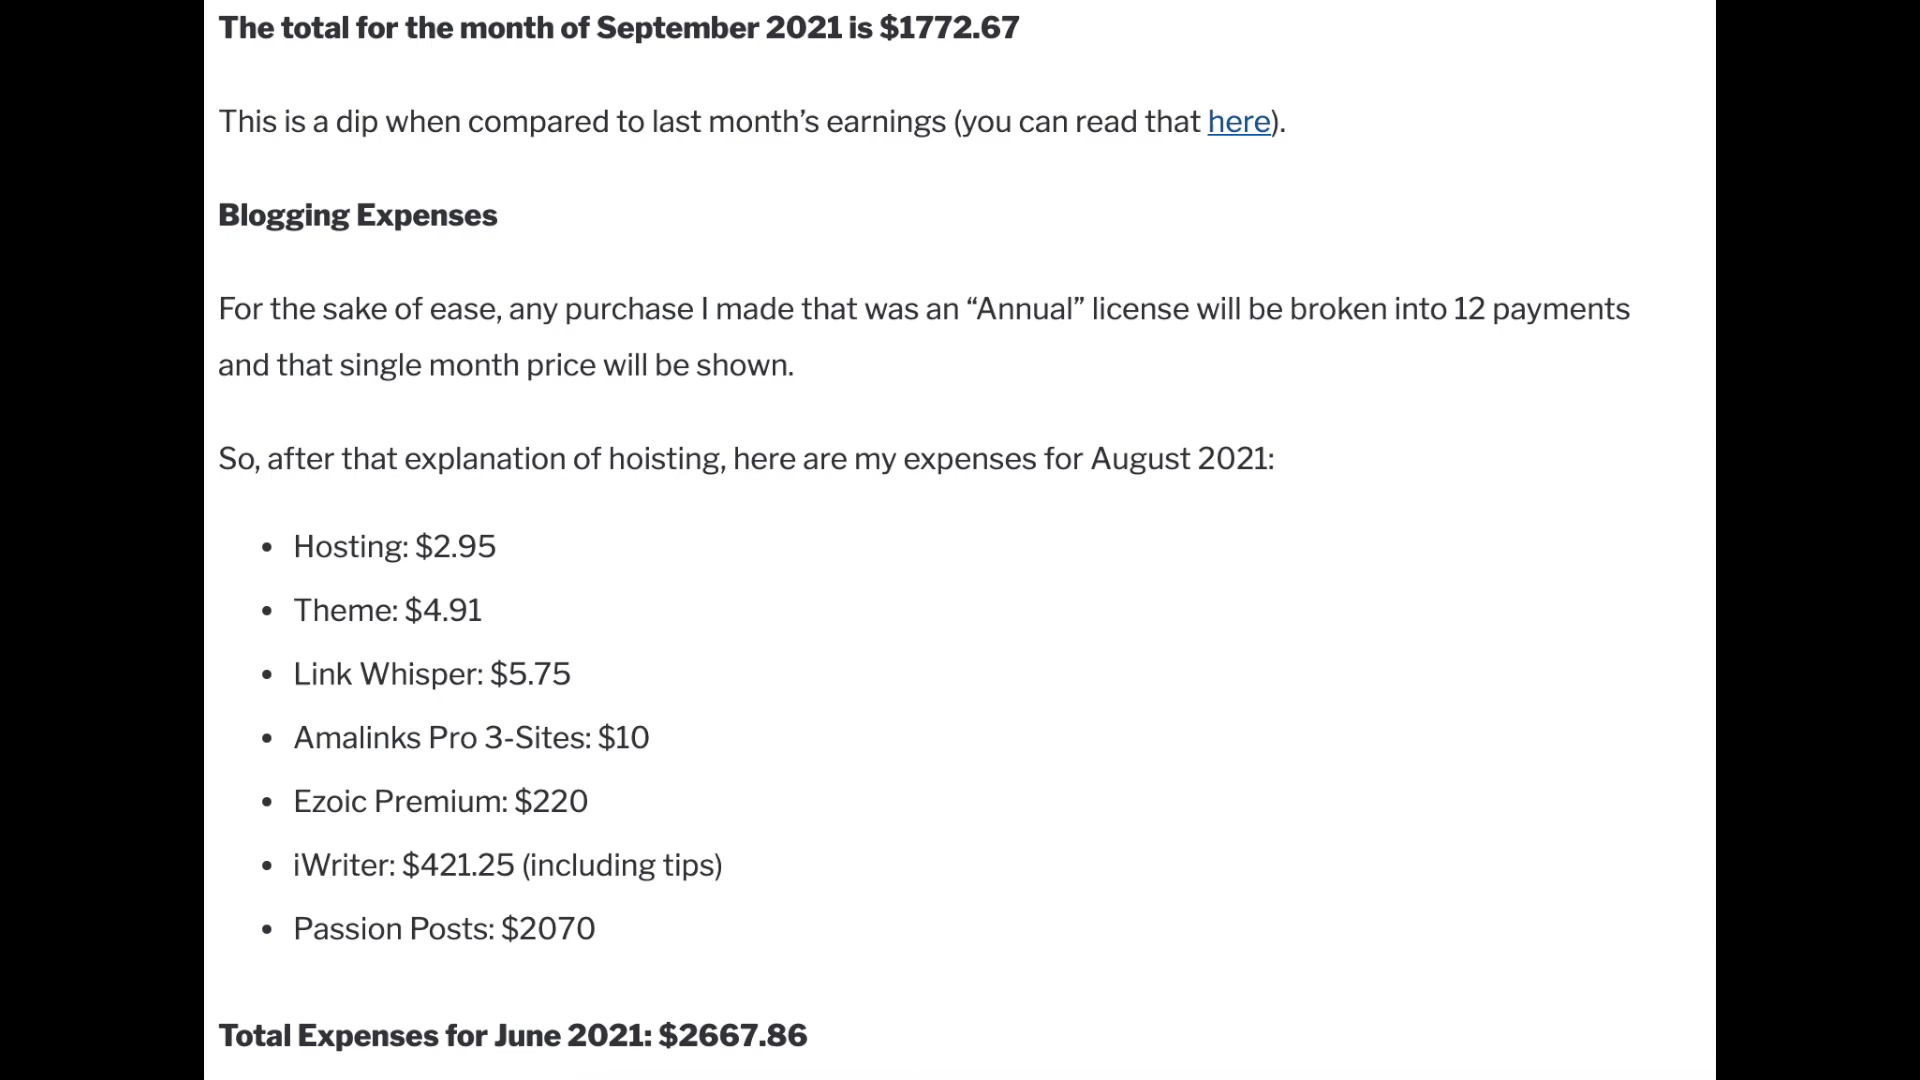 The total for the month of September 2021 is $1772.67
This is a dip when compared to last month’s earnings (you can read that here).
Blogging Expenses
For the sake of ease, any purchase I made that was an “Annual” license will be broken into 12 payments
and that single month price will be shown.
So, after that explanation of hoisting, here are my expenses for August 2021:
• Hosting: $2.95
• Theme: $4.91
• Link Whisper: $5.75
• Amalinks Pro 3-Sites: $10
• Ezoic Premium: $220
• iWriter: $421.25 (including tips)
• Passion Posts: $2070
Total Expenses for June 2021: $2667.86